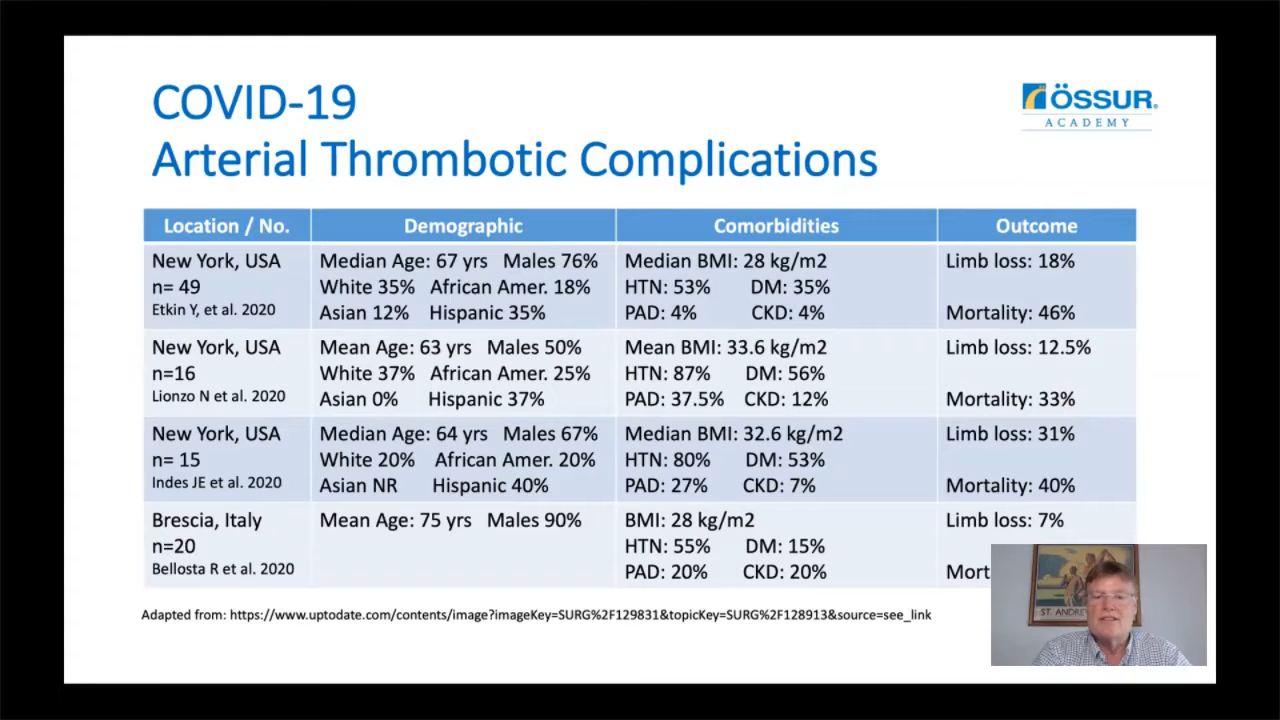 COVID-19
Arterial Thrombotic Complications
ÖSSUR®
ACADEMY
Location / No. Demographic Comorbidities Outcome
New York, USA Median Age: 67 yrs Males 76% Median BMI: 28 kg/m2 Limb loss: 18%
n= 49 White 35% African Amer. 18% HTN: 53% DM: 35%
Etkin Y, et al. 2020 Asian 12% Hispanic 35% PAD: 4% CKD: 4% Mortality: 46%
New York, USA Mean Age: 63 yrs Males 50% Mean BMI: 33.6 kg/m2 Limb loss: 12.5%
n=16 White 37% African Amer. 25% HTN: 87% DM: 56%
Lionzo N et al. 2020 Asian 0% Hispanic 37% PAD: 37.5% CKD: 12% Mortality: 33%
New York, USA Median Age: 64 yrs Males 67% Median BMI: 32.6 kg/m2 Limb loss: 31%
n= 15 White 20% African Amer. 20% HTN: 80% DM: 53%
Indes JE et al. 2020 Asian NR Hispanic 40% PAD: 27% CKD: 7% Mortality: 40%
Brescia, Italy Mean Age: 75 yrs Males 90% BMI: 28 kg/m2 Limb loss: 7%
n=20 HTN: 55% DM: 15%
Bellosta R et al. 2020 PAD: 20% CKD: 20% Mort
Adapted from: https://www.uptodate.com/contents/image?imageKey=SURG%2F129831&topicKey=SURG%2F128913&source=see_link
ST. ANDRE